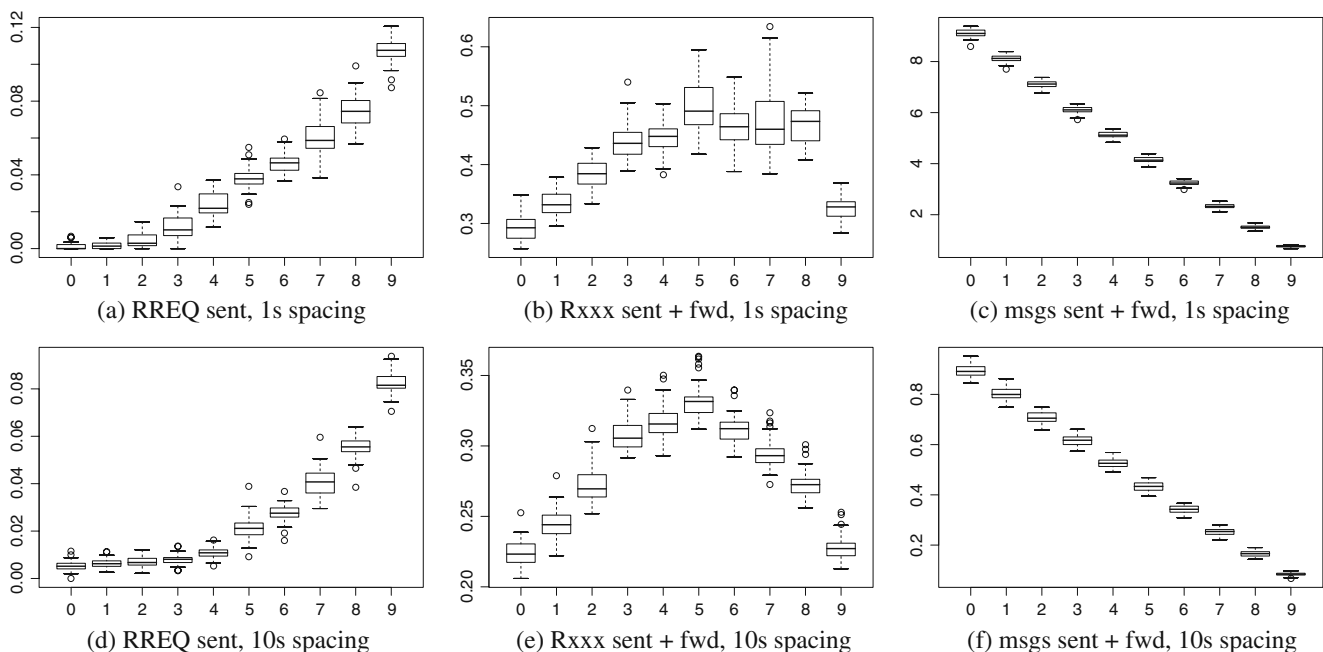 0.00 0.04 0.08 0.12
0 1 2 3 4 5 6 7 8 9
(a) RREQ sent, 1s spacing
0.3 0.4 0.5 0.6
0 1 2 3 4 5 6 7 8 9
(b) Rxxx sent + fwd, 1s spacing
2 4 6 8
0 1 2 3 4 5 6 7 8 9
(c) msgs sent + fwd, 1s spacing
0.00 0.02 0.04 0.06 0.08
0 1 2 3 4 5 6 7 8 9
(d) RREQ sent, 10s spacing
0.20 0.25 0.30 0.35
0 1 2 3 4 5 6 7 8 9
(e) Rxxx sent + fwd, 10s spacing
0.2 0.4 0.6 0.8
0 1 2 3 4 5 6 7 8 9
(f) msgs sent + fwd, 10s spacing